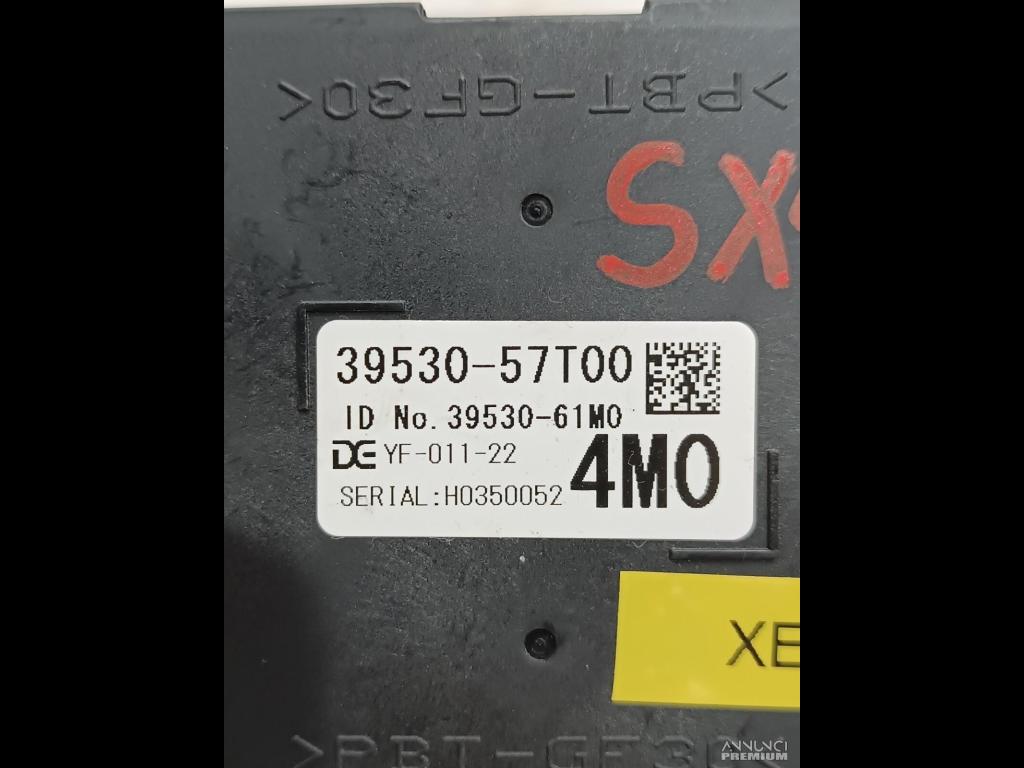 >PBT-GF30<
SX
39530-57T00
ID No. 39530-61M0
DE YF-011-22
4M0
SERIAL:H0350052
XE
>PBT-GF30<
ANNUNCI
PREMIUM